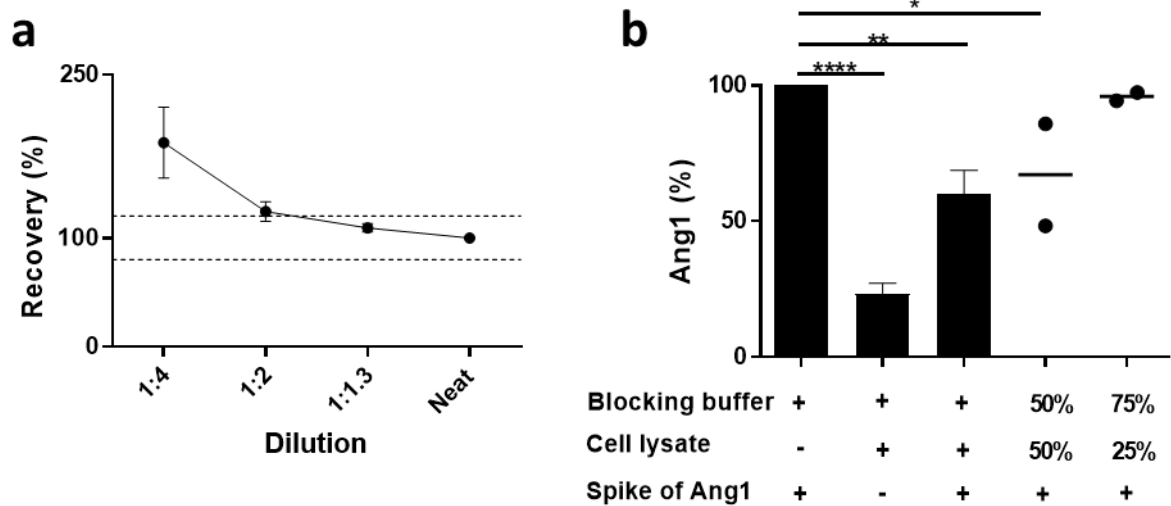 a
250
100
0
Recovery (%)
1:4
1:2
1:1.3
Neat
Dilution
b
*
**
****
100
50
0
Ang1 (%)
Blocking buffer + + + 50% 75%
Cell lysate - + + 50% 25%
Spike of Ang1 + - + + +